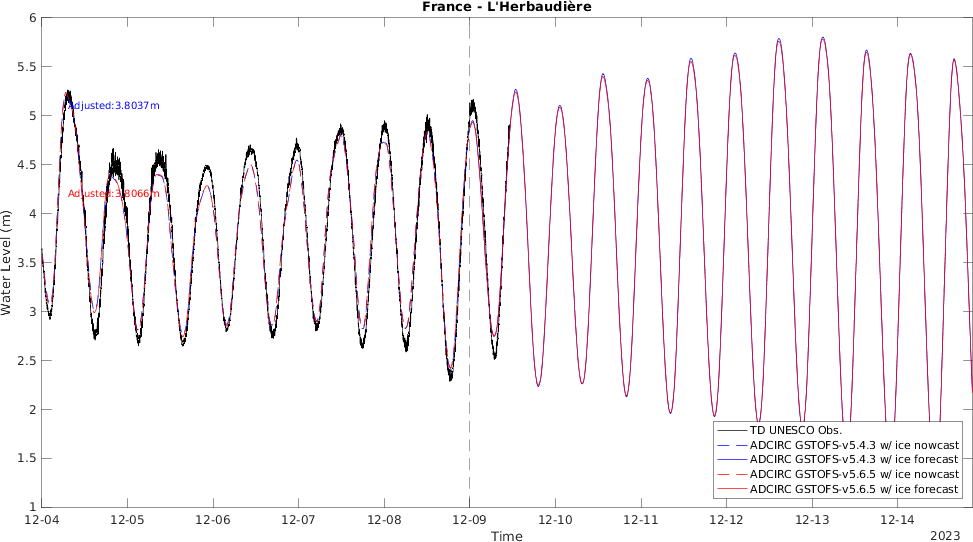 France - L'Herbaudière
6
5.5
5
4.5
4
3.5
3
2.5
2
1.5
1
Water Level (m)
Adjusted:3.8037m
Adjusted:3.8066m
TD UNESCO Obs.
ADCIRC GSTOFS-v5.4.3 w/ ice nowcast
ADCIRC GSTOFS-v5.4.3 w/ ice forecast
ADCIRC GSTOFS-v5.6.5 w/ ice nowcast
ADCIRC GSTOFS-v5.6.5 w/ ice forecast
12-04 12-05 12-06 12-07 12-08 12-09 12-10 12-11 12-12 12-13 12-14
Time
2023